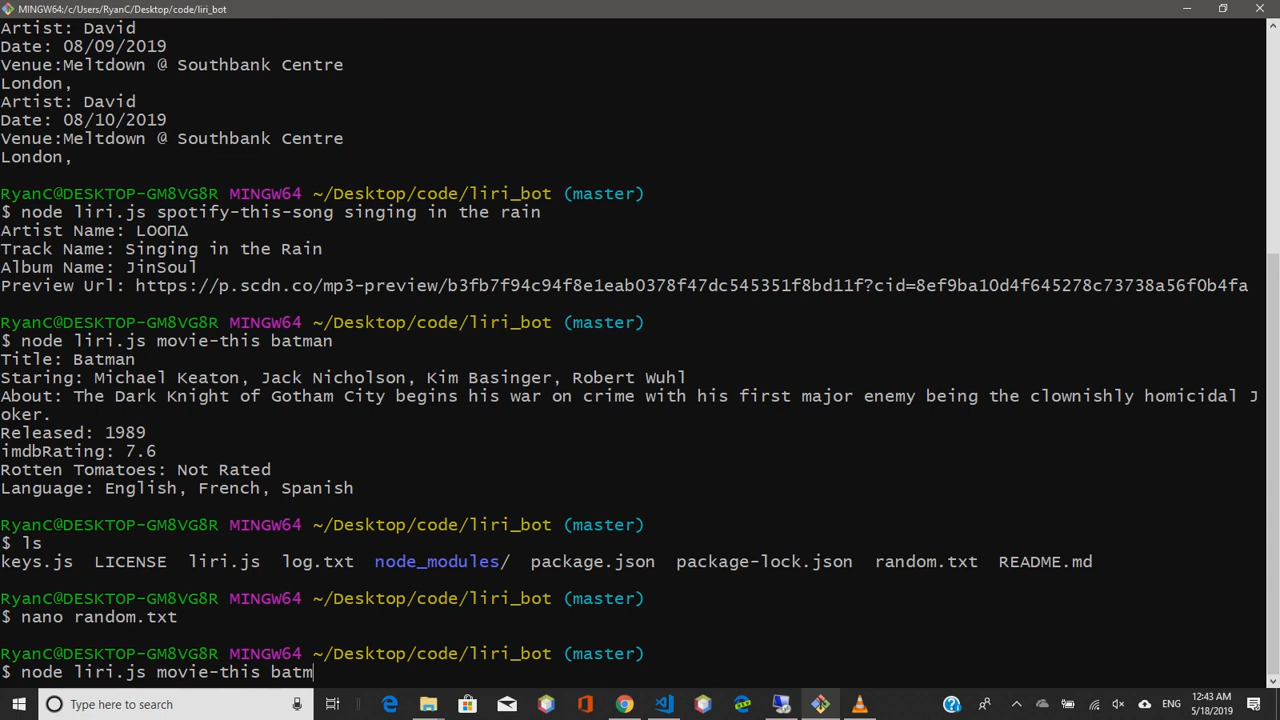 MINGW64:/c/Users/RyanC/Desktop/code/liri_bot
Artist: David
Date: 08/09/2019
Venue:Meltdown @ Southbank Centre
London,
Artist: David
Date: 08/10/2019
Venue:Meltdown @ Southbank Centre
London,
RyanC@DESKTOP-GM8VG8R MINGW64 ~/Desktop/code/liri_bot (master)
$ node liri.js spotify-this-song singing in the rain
Artist Name: LOOΠΔ
Track Name: Singing in the Rain
Album Name: JinSoul
Preview Url: https://p.scdn.co/mp3-preview/b3fb7f94c94f8e1eab0378f47dc545351f8bd11f?cid=8ef9ba10d4f645278c73738a56f0b4fa
RyanC@DESKTOP-GM8VG8R MINGW64 ~/Desktop/code/liri_bot (master)
$ node liri.js movie-this batman
Title: Batman
Staring: Michael Keaton, Jack Nicholson, Kim Basinger, Robert Wuhl
About: The Dark Knight of Gotham City begins his war on crime with his first major enemy being the clownishly homicidal J
oker.
Released: 1989
imdbRating: 7.6
Rotten Tomatoes: Not Rated
Language: English, French, Spanish
RyanC@DESKTOP-GM8VG8R MINGW64 ~/Desktop/code/liri_bot (master)
$ ls
keys.js LICENSE liri.js log.txt node_modules/ package.json package-lock.json random.txt README.md
RyanC@DESKTOP-GM8VG8R MINGW64 ~/Desktop/code/liri_bot (master)
$ nano random.txt
RyanC@DESKTOP-GM8VG8R MINGW64 ~/Desktop/code/liri_bot (master)
$ node liri.js movie-this batm
Type here to search
ENG
12:43 AM
5/18/2019